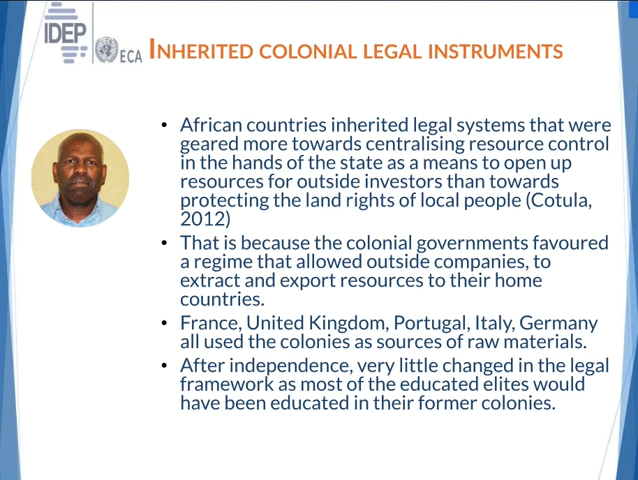 IDEP
ECA
INHERITED COLONIAL LEGAL INSTRUMENTS
• African countries inherited legal systems that were
geared more towards centralising resource control
in the hands of the state as a means to open up
resources for outside investors than towards
protecting the land rights of local people (Cotula,
2012)
• That is because the colonial governments favoured
a regime that allowed outside companies, to
extract and export resources to their home
countries.
• France, United Kingdom, Portugal, Italy, Germany
all used the colonies as sources of raw materials.
• After independence, very little changed in the legal
framework as most of the educated elites would
have been educated in their former colonies.